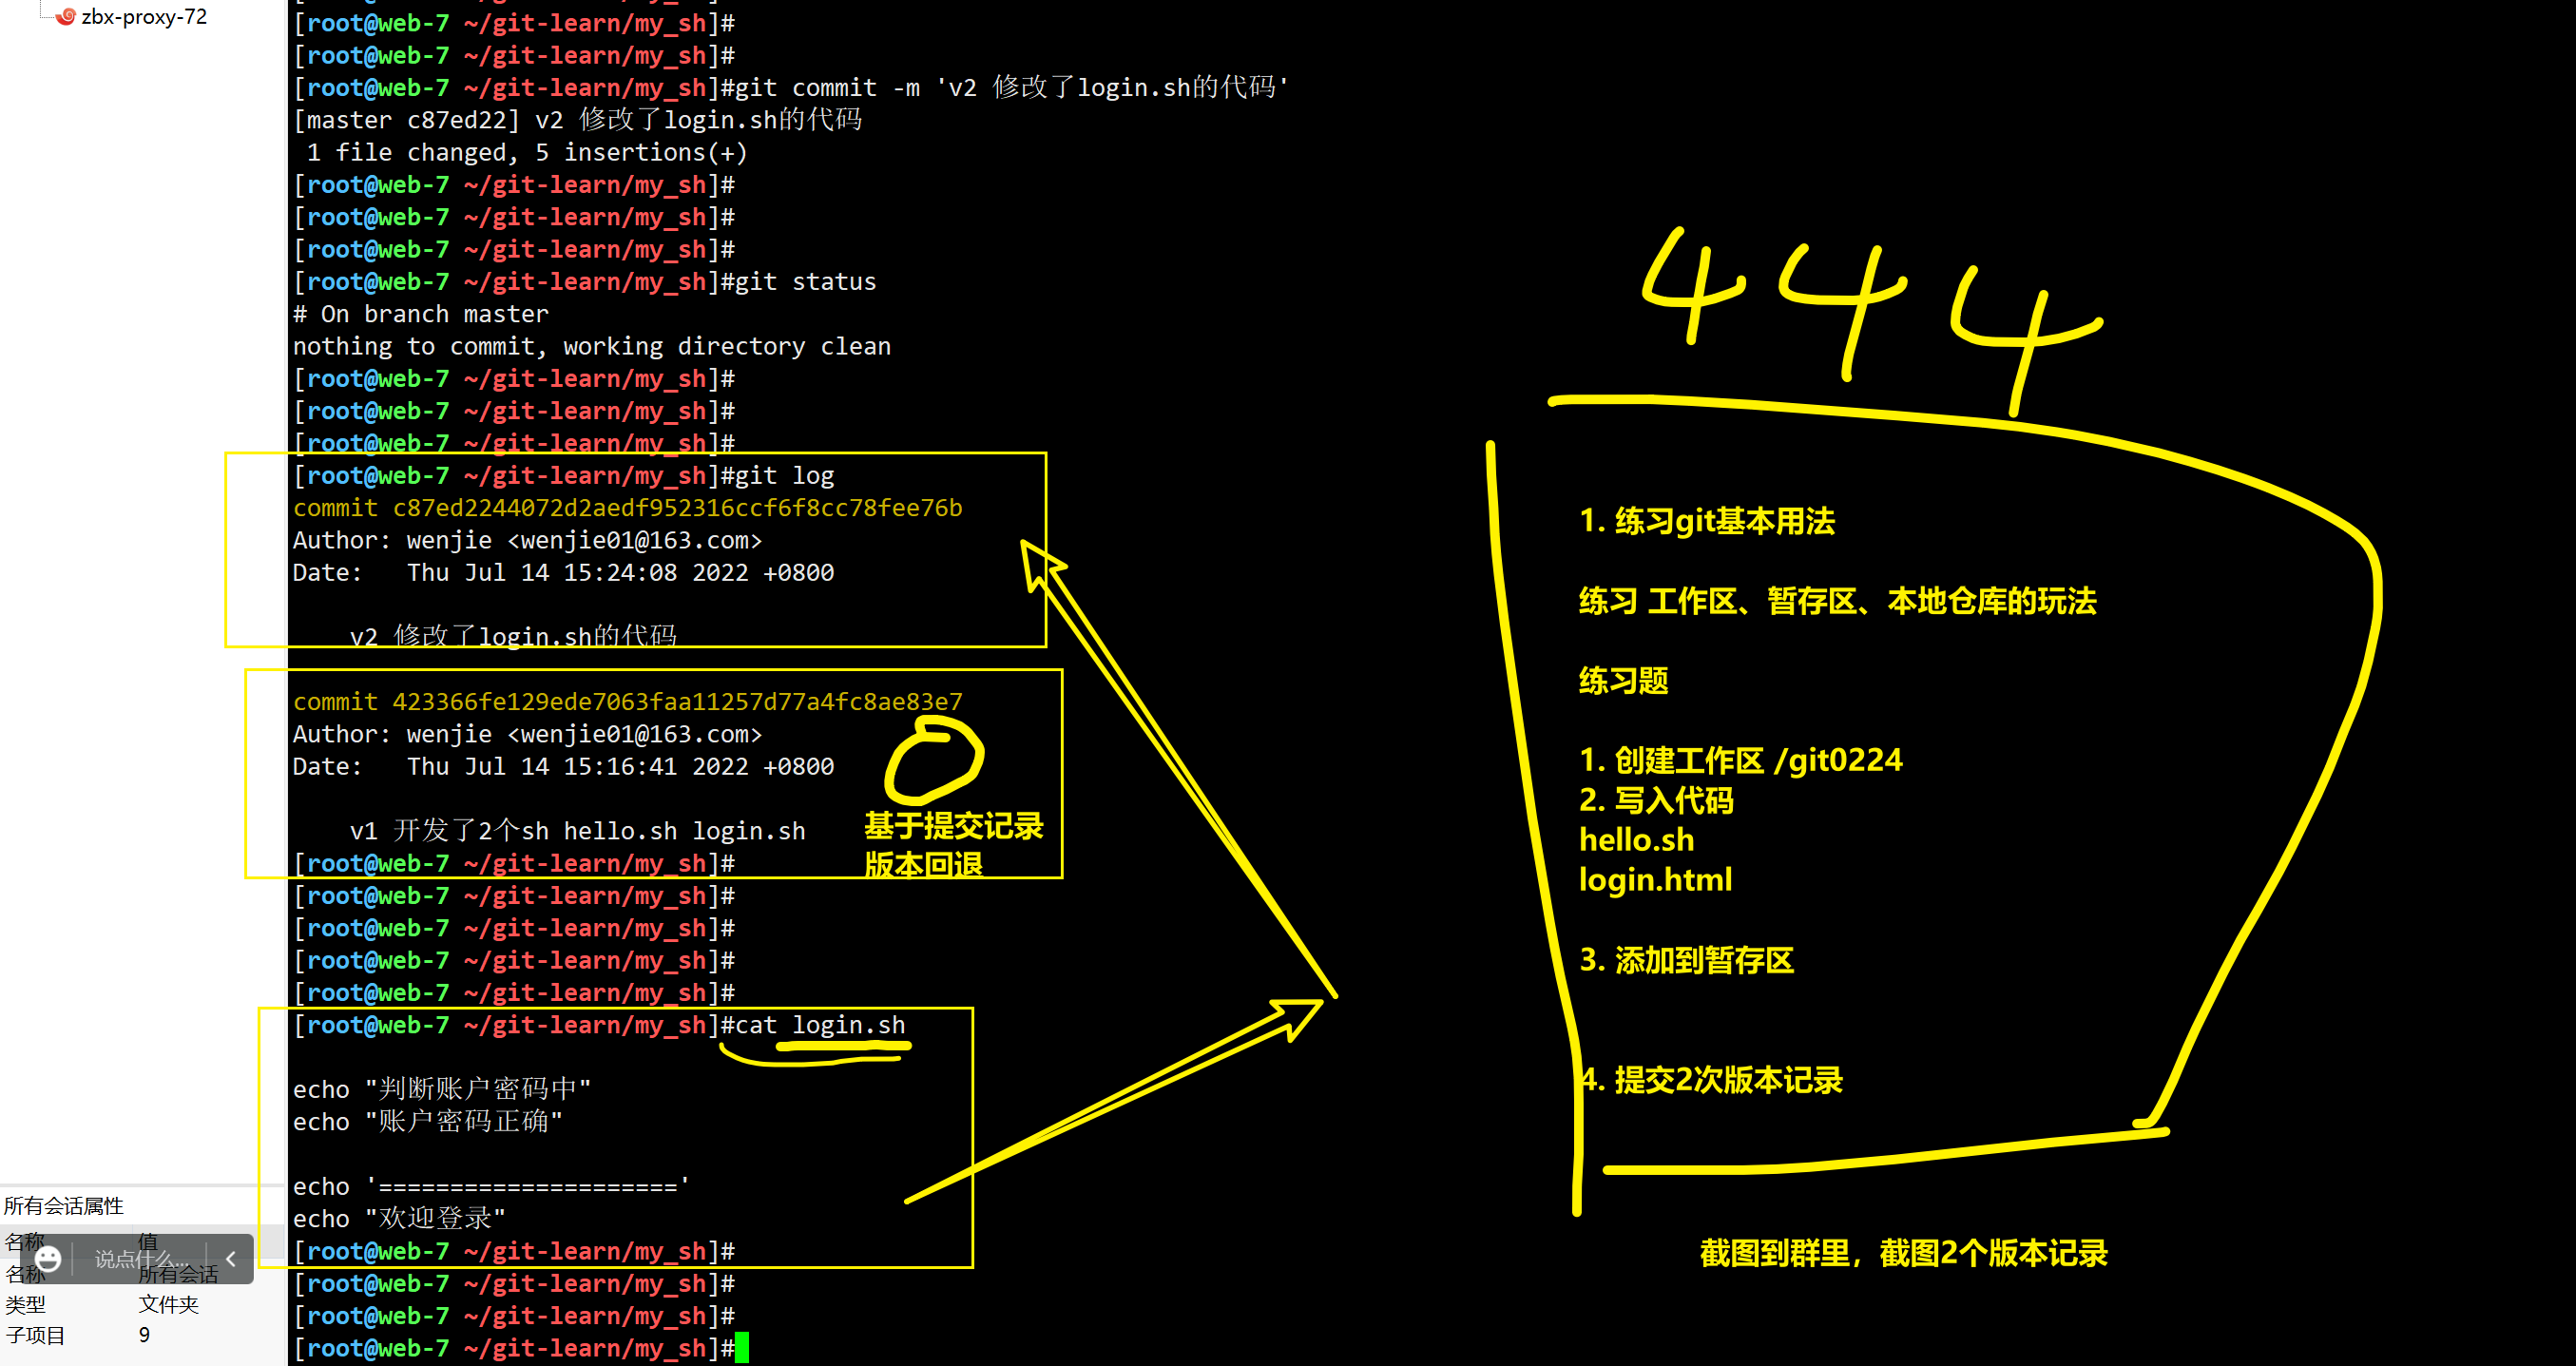 zbx-proxy-72
[root@web-7 ~/git-learn/my_sh]#
[root@web-7 ~/git-learn/my_sh]#
[root@web-7 ~/git-learn/my_sh]#git commit -m 'v2 修改了login.sh的代码'
[master c87ed22] v2 修改了login.sh的代码
 1 file changed, 5 insertions(+)
[root@web-7 ~/git-learn/my_sh]#
[root@web-7 ~/git-learn/my_sh]#
[root@web-7 ~/git-learn/my_sh]#
[root@web-7 ~/git-learn/my_sh]#git status
# On branch master
nothing to commit, working directory clean
[root@web-7 ~/git-learn/my_sh]#
[root@web-7 ~/git-learn/my_sh]#
[root@web-7 ~/git-learn/my_sh]#
[root@web-7 ~/git-learn/my_sh]#git log
commit c87ed2244072d2aedf952316ccf6f8cc78fee76b
Author: wenjie <wenjie01@163.com>
Date:   Thu Jul 14 15:24:08 2022 +0800
    v2 修改了login.sh的代码
commit 423366fe129ede7063faa11257d77a4fc8ae83e7
Author: wenjie <wenjie01@163.com>
Date:   Thu Jul 14 15:16:41 2022 +0800
    v1 开发了2个sh hello.sh login.sh
基于提交记录
版本回退
[root@web-7 ~/git-learn/my_sh]#
[root@web-7 ~/git-learn/my_sh]#
[root@web-7 ~/git-learn/my_sh]#
[root@web-7 ~/git-learn/my_sh]#
[root@web-7 ~/git-learn/my_sh]#
[root@web-7 ~/git-learn/my_sh]#cat login.sh
echo "判断账户密码中"
echo "账户密码正确"
echo '====================='
echo "欢迎登录"
[root@web-7 ~/git-learn/my_sh]#
[root@web-7 ~/git-learn/my_sh]#
[root@web-7 ~/git-learn/my_sh]#
[root@web-7 ~/git-learn/my_sh]#
444
1. 练习git基本用法
练习 工作区、暂存区、本地仓库的玩法
练习题
1. 创建工作区 /git0224
2. 写入代码
hello.sh
login.html
3. 添加到暂存区
4. 提交2次版本记录
截图到群里，截图2个版本记录
所有会话属性
名称 值
说点什么...
名称 所有会话
类型 文件夹
子项目 9